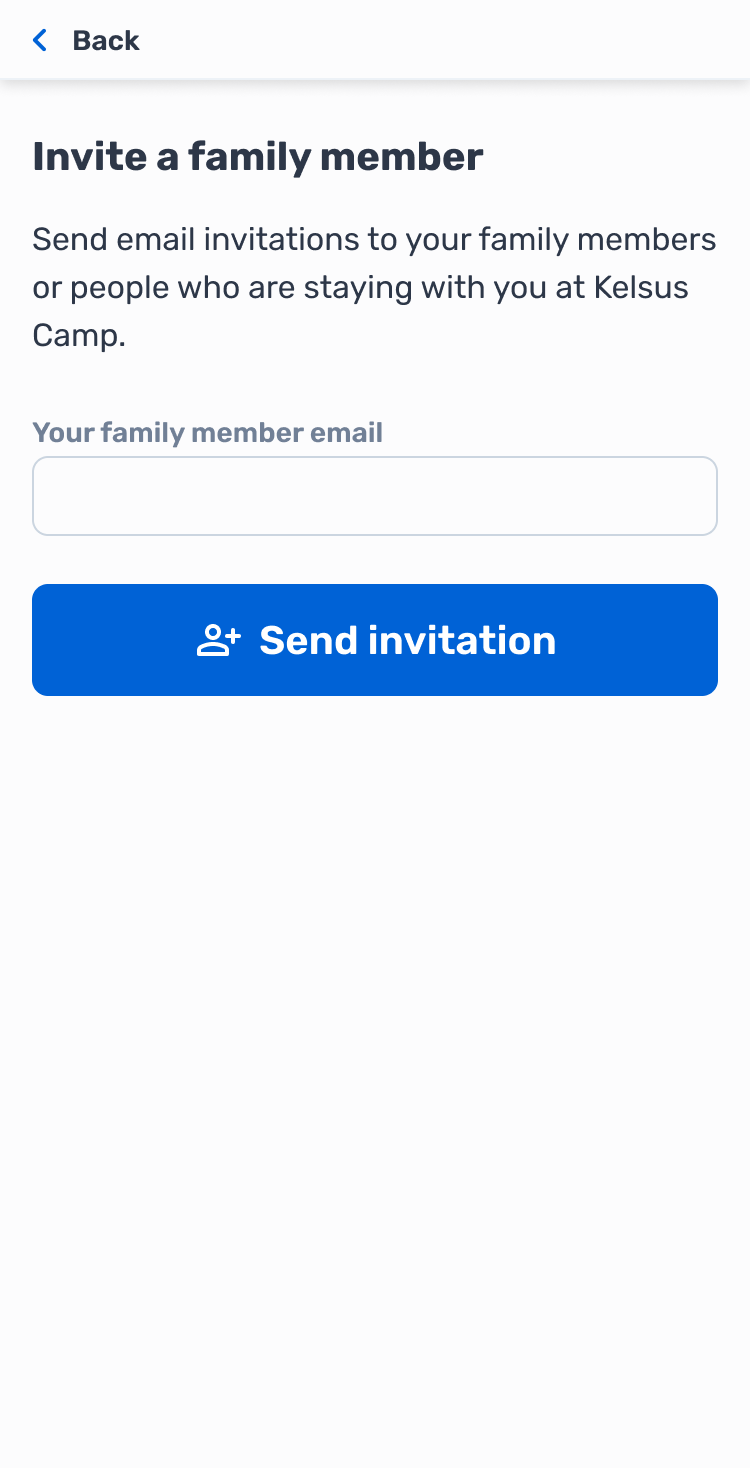 Back
Invite a family member
Send email invitations to your family members
or people who are staying with you at Kelsus
Camp.
Your family member email
Send invitation